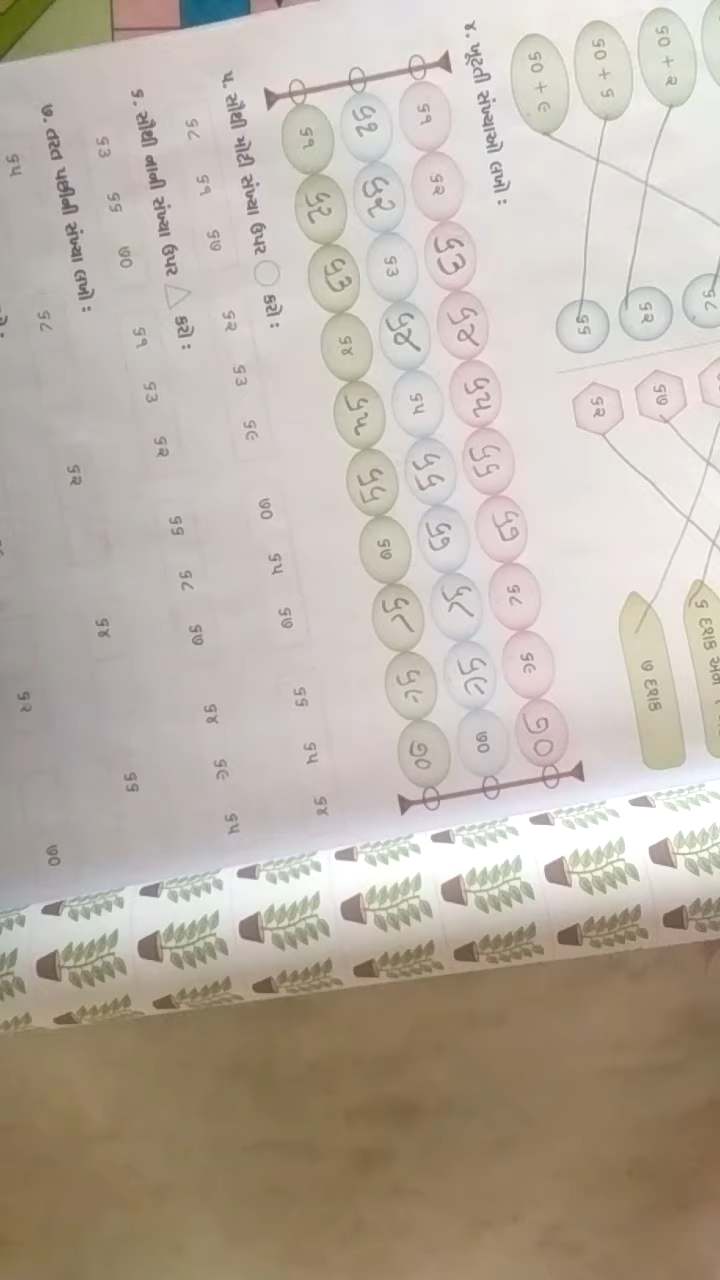 ૬ દશક અને
૬૦ + ૨ ૬૨ ૬૭
૬૦ + ૬ ૬૬ ૬૨ ૭ દશક
૬૦ + ૯ ૬૮
૪. ખૂટતી સંખ્યાઓ લખો :
૬૧ ૬૨ ૬૩ ૬૪ ૬૫ ૬૬ ૬૭ ૬૮ ૬૯ ૭૦
૬૨ ૬૨ ૬૩ ૬૪ ૬૫ ૬૬ ૬૭ ૬૮ ૬૯ ૭૦
૬૧ ૬૨ ૬૩ ૬૪ ૬૫ ૬૬ ૬૭ ૬૮ ૬૯ ૭૦
૫. સૌથી મોટી સંખ્યા ઉપર ○ કરો :
૬૮ ૬૧ ૬૭ ૬૨ ૬૩ ૬૯ ૭૦ ૬૫ ૬૭ ૬૬ ૬૫ ૬૪
૬. સૌથી નાની સંખ્યા ઉપર △ કરો :
૬૩ ૬૬ ૭૦ ૬૧ ૬૩ ૬૨ ૬૬ ૬૮ ૬૭ ૬૪ ૬૯ ૬૫
૭. તરત પછીની સંખ્યા લખો :
૬૮ ૬૨ ૬૪ ૬૬
૬૫ ૬૨ ૭૦